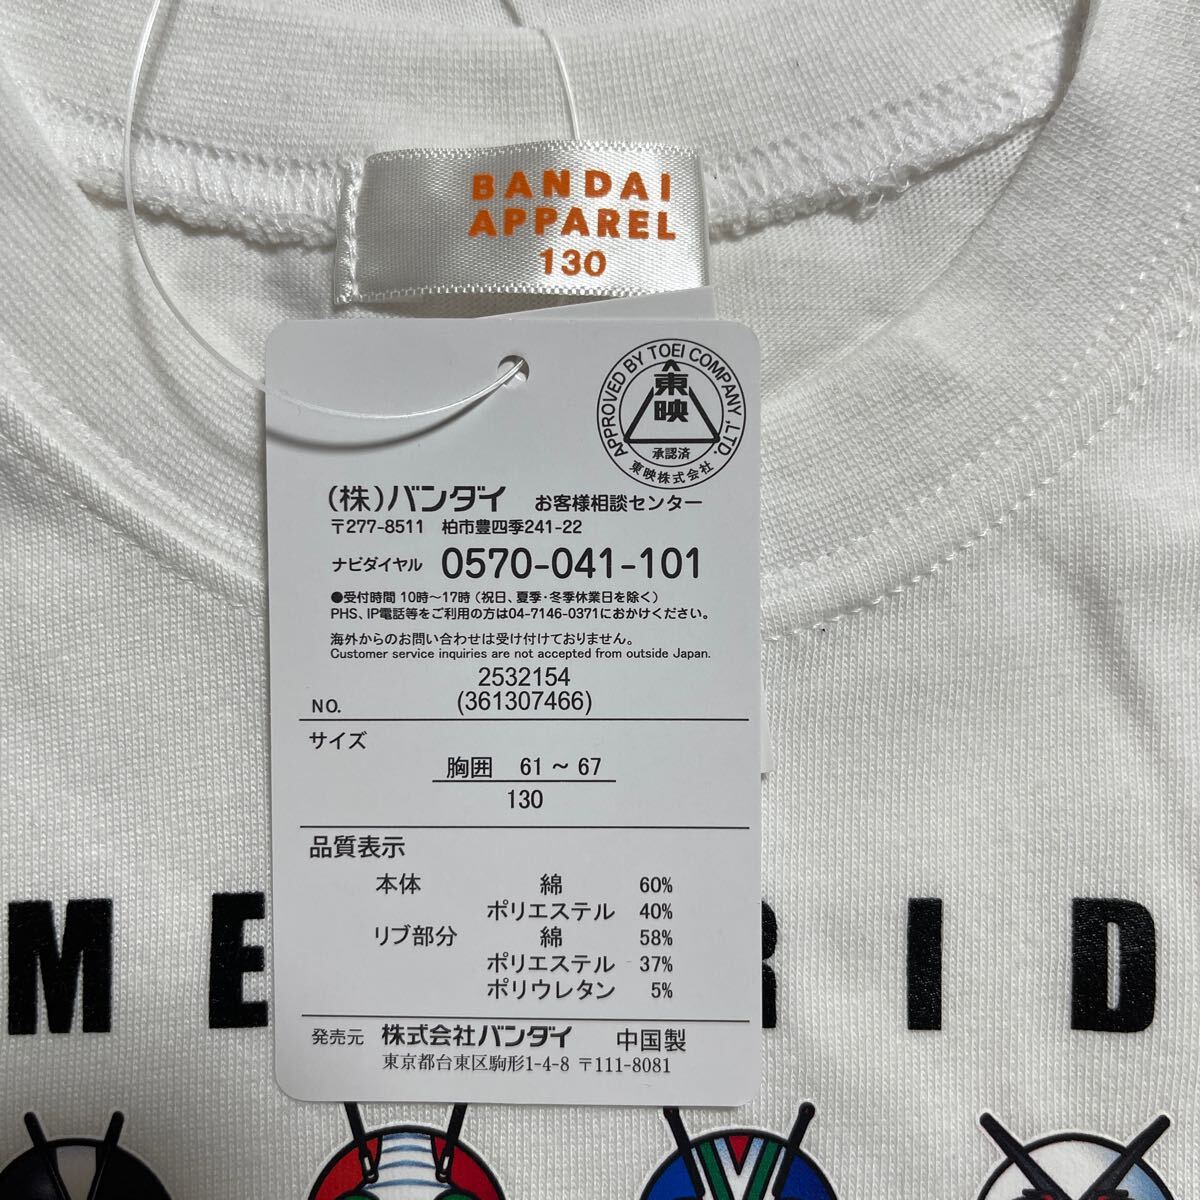 BANDAI
APPAREL
130
APPROVED BY TOEI COMPANY ,LTD.
東映
承認済
東映株式会社
(株)バンダイ お客様相談センター
〒277-8511 柏市豊四季241-22
ナビダイヤル 0570-041-101
●受付時間 10時～17時 (祝日、夏季・冬季休業日を除く)
PHS、IP電話等をご利用の方は04-7146-0371におかけください。
海外からのお問い合わせは受け付けておりません。
Customer service inquiries are not accepted from outside Japan.
2532154
NO. (361307466)
サイズ
胸囲 61 ～ 67
130
品質表示
本体 綿 60%
ポリエステル 40%
リブ部分 綿 58%
ポリエステル 37%
ポリウレタン 5%
発売元 株式会社バンダイ 中国製
東京都台東区駒形1-4-8 〒111-8081
ME RID